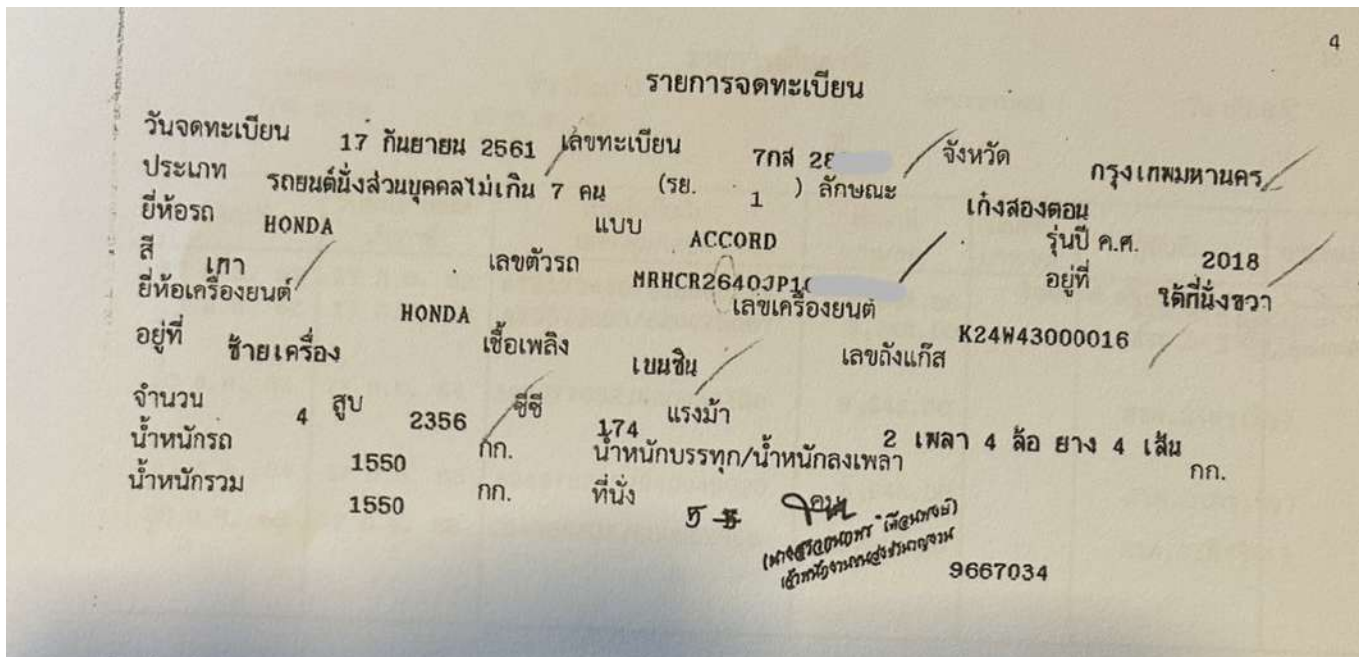 4
รายการจดทะเบียน
วันจดทะเบียน 17 กันยายน 2561 เลขทะเบียน 7กส 28 จังหวัด กรุงเทพมหานคร
ประเภท รถยนต์นั่งส่วนบุคคลไม่เกิน 7 คน (รย. 1 ) ลักษณะ เก๋งสองตอน
ยี่ห้อรถ HONDA แบบ ACCORD รุ่นปี ค.ศ. 2018
สี เทา เลขตัวรถ MRHCR2640JP10 อยู่ที่ ใต้ที่นั่งขวา
ยี่ห้อเครื่องยนต์ HONDA เลขเครื่องยนต์ K24W43000016
อยู่ที่ ซ้ายเครื่อง เชื้อเพลิง เบนซิน เลขถังแก๊ส
จำนวน 4 สูบ 2356 ซีซี 174 แรงม้า 2 เพลา 4 ล้อ ยาง 4 เส้น
น้ำหนักรถ 1550 กก. น้ำหนักบรรทุก/น้ำหนักลงเพลา กก.
น้ำหนักรวม 1550 กก. ที่นั่ง 5 คน
9667034